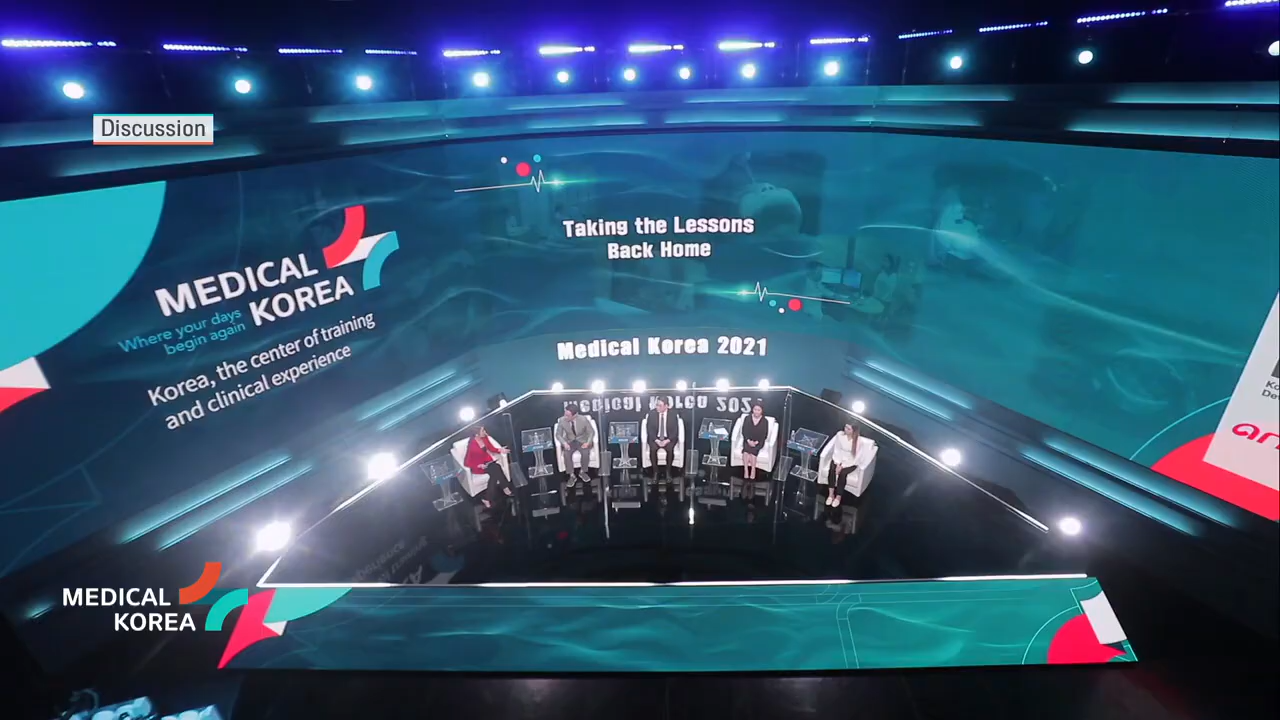 Discussion
Taking the Lessons
Back Home
MEDICAL
KOREA
Where your days
begin again
Korea, the center of training
and clinical experience
Medical Korea 2021
MEDICAL
KOREA